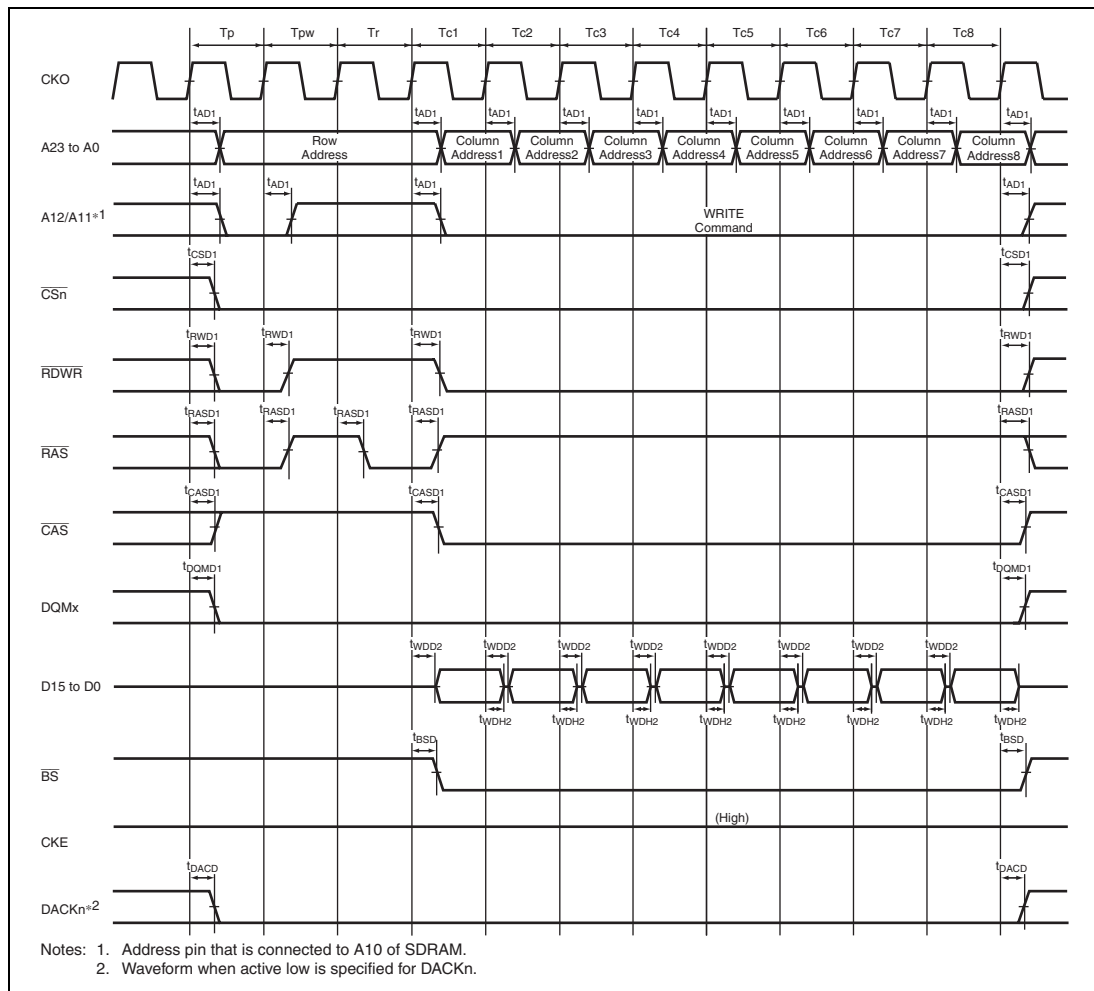 Tp Tpw Tr Tc1 Tc2 Tc3 Tc4 Tc5 Tc6 Tc7 Tc8
CKO
tAD1 tAD1 tAD1 tAD1 tAD1 tAD1 tAD1 tAD1 tAD1 tAD1
A23 to A0
Row Address
Column Address1
Column Address2
Column Address3
Column Address4
Column Address5
Column Address6
Column Address7
Column Address8
tAD1 tAD1 tAD1 tAD1
A12/A11*1
WRITE Command
tCSD1 tCSD1
CSn
tRWD1 tRWD1 tRWD1 tRWD1
RDWR
tRASD1 tRASD1 tRASD1 tRASD1 tRASD1
RAS
tCASD1 tCASD1 tCASD1
CAS
tDQMD1 tDQMD1
DQMx
tWDD2 tWDD2 tWDD2 tWDD2 tWDD2 tWDD2 tWDD2 tWDD2
D15 to D0
tWDH2 tWDH2 tWDH2 tWDH2 tWDH2 tWDH2 tWDH2 tWDH2
tBSD tBSD
BS
(High)
CKE
tDACD tDACD
DACKn*2
Notes: 1. Address pin that is connected to A10 of SDRAM.
2. Waveform when active low is specified for DACKn.